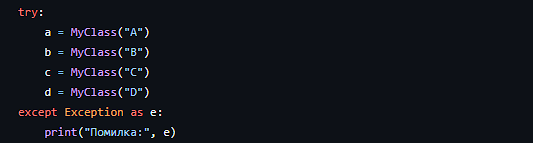 try:
    a = MyClass("A")
    b = MyClass("B")
    c = MyClass("C")
    d = MyClass("D")
except Exception as e:
    print("Помилка:", e)